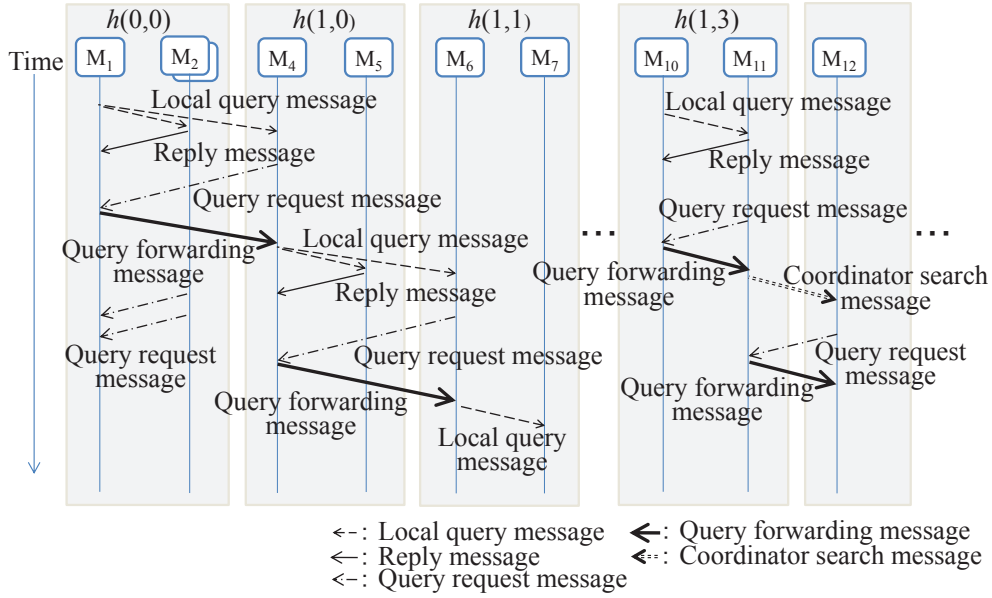 h(0,0) h(1,0) h(1,1) h(1,3)
Time M₁ M₂ M₄ M₅ M₆ M₇ M₁₀ M₁₁ M₁₂
Local query message
Reply message
Query request message
Query forwarding
message
Query request
message
Local query message
Reply message
Query request message
Query forwarding
message
Local query
message
...
Local query message
Reply message
Query request message
Query forwarding
message
Coordinator search
message
Query request
message
Query forwarding
message
...
: Local query message
: Reply message
: Query request message
: Query forwarding message
: Coordinator search message